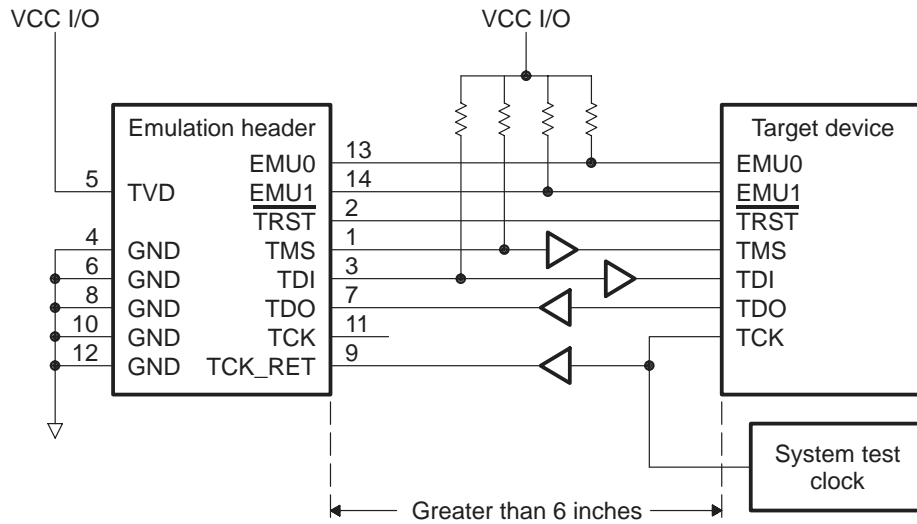 VCC I/O
VCC I/O
Emulation header
Target device
5 TVD
4 GND
6 GND
8 GND
10 GND
12 GND
EMU0 13
EMU1 14
TRST 2
TMS 1
TDI 3
TDO 7
TCK 11
TCK_RET 9
EMU0
EMU1
TRST
TMS
TDI
TDO
TCK
System test
clock
Greater than 6 inches